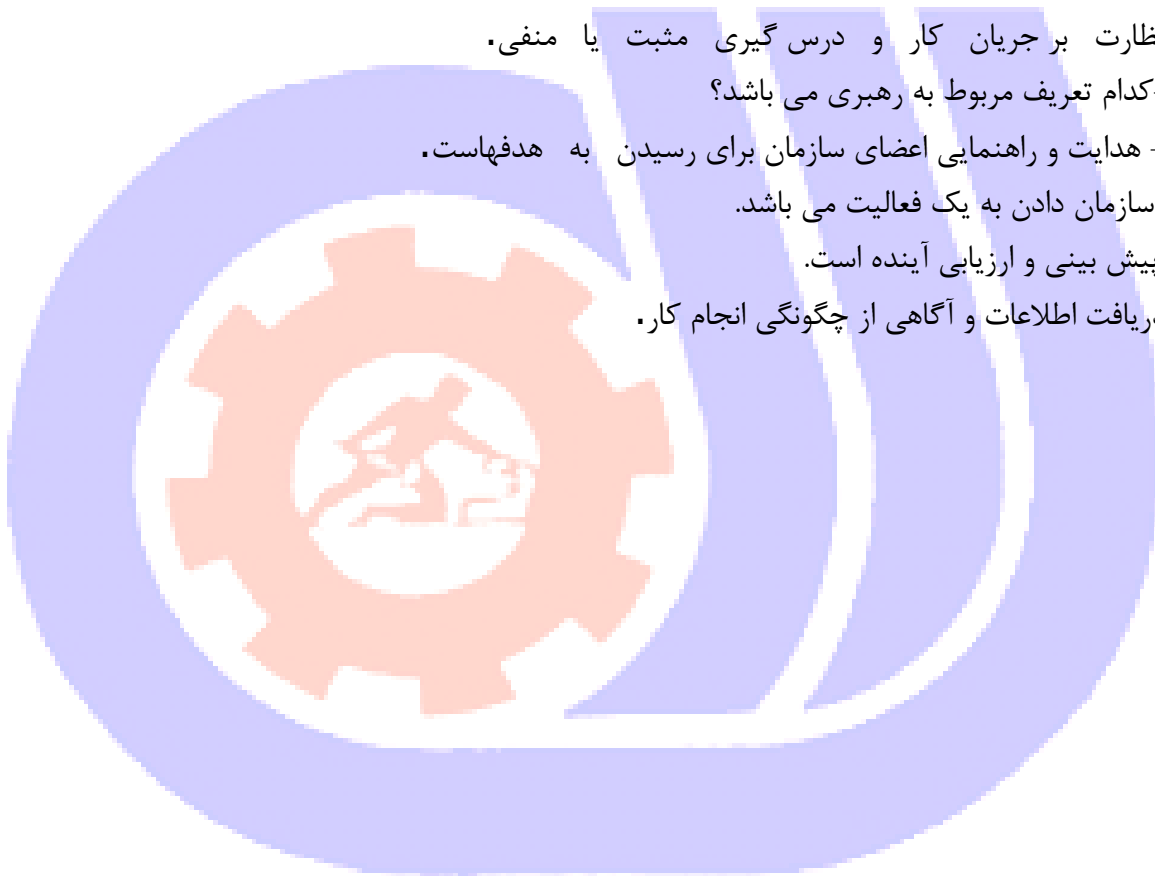 ظارت بر جریان کار و درس گیری مثبت یا منفی.
-کدام تعریف مربوط به رهبری می باشد؟
- هدایت و راهنمایی اعضای سازمان برای رسیدن به هدفهاست.
سازمان دادن به یک فعالیت می باشد.
پیش بینی و ارزیابی آینده است.
دریافت اطلاعات و آگاهی از چگونگی انجام کار.